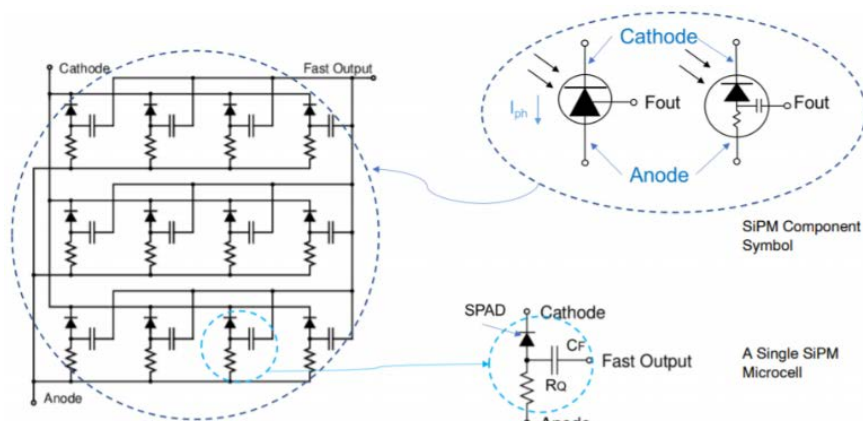 Cathode
Fast Output
Anode
Cathode
Fout
Fout
Iph
Anode
SiPM Component
Symbol
SPAD
Cathode
CF
Fast Output
RQ
A Single SiPM
Microcell